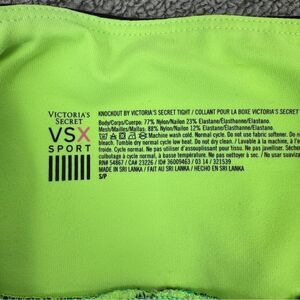 VICTORIA'S
SECRET
VSX
SPORT
KNOCKOUT BY VICTORIA'S SECRET TIGHT / COLLANT POUR LA BOXE VICTORIA'S SECRET
Body/Corps/Cuerpo: 77% Nylon/Nailon 23% Elastane/Élasthanne/Elastano.
Mesh/Mailles/Mallas: 88% Nylon/Nailon 12% Elastane/Élasthanne/Elastano.
Machine wash cold. Normal cycle. Do not use fabric softener. Do not
bleach. Tumble dry normal cycle low heat. Do not iron. Do not dry clean.
froide. Cycle normal. Ne pas utiliser d'assouplissant pour tissu. Ne pas
culbutage à cycle normal, à basse température. Ne pas repasser. Ne pas nettoyer à sec. / No usar suavizante
RN# 54867 / CA# 23226 / ID# 36009463 / 03 14 / 321539
MADE IN SRI LANKA / FAIT AU SRI LANKA / HECHO EN SRI LANKA
S/P